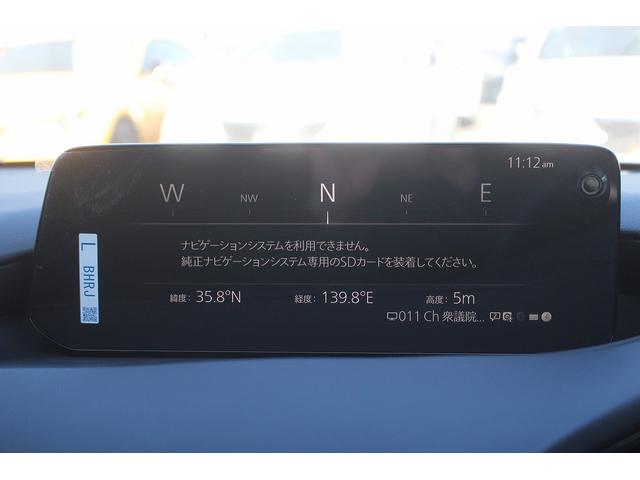 11:12am
W NW N NE E
ナビゲーションシステムを利用できません。
純正ナビゲーションシステム専用のSDカードを装着してください。
緯度: 35.8°N 経度: 139.8°E 高度: 5m
011 Ch 衆議院...
L BHRJ